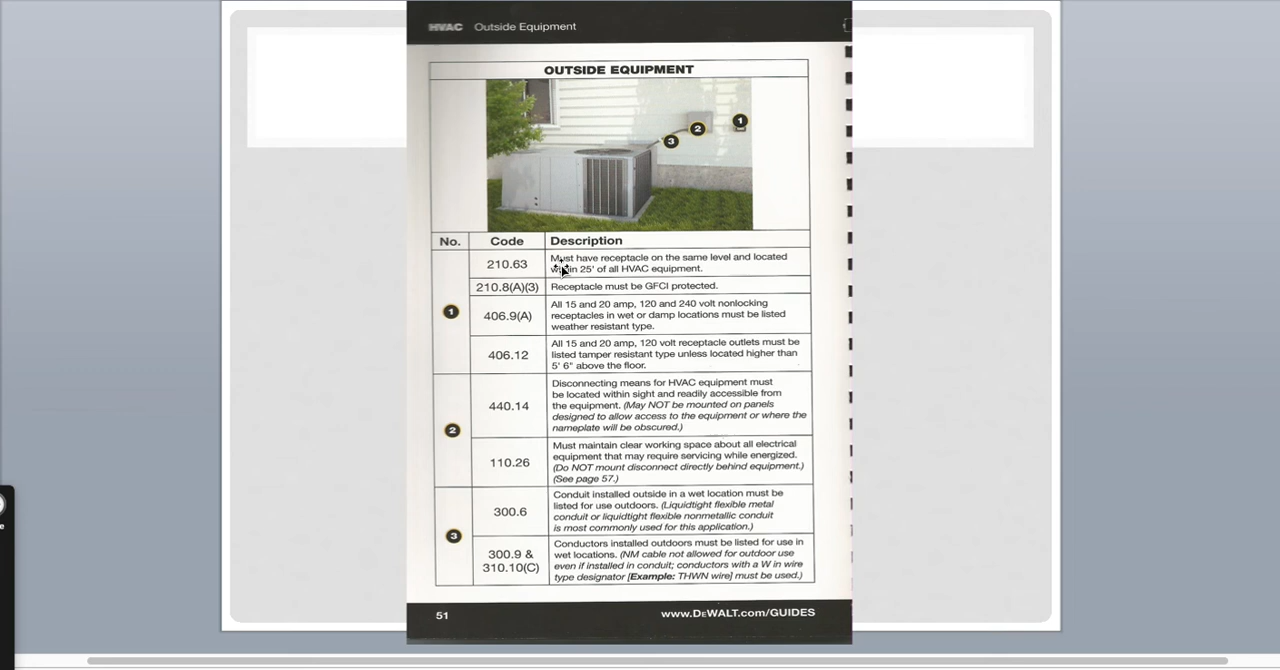 HVAC Outside Equipment
OUTSIDE EQUIPMENT
1
2
3
No. Code Description
1
210.63
Must have receptacle on the same level and located
within 25' of all HVAC equipment.
210.8(A)(3)
Receptacle must be GFCI protected.
406.9(A)
All 15 and 20 amp, 120 and 240 volt nonlocking
receptacles in wet or damp locations must be listed
weather resistant type.
406.12
All 15 and 20 amp, 120 volt receptacle outlets must be
listed tamper resistant type unless located higher than
5' 6" above the floor.
2
440.14
Disconnecting means for HVAC equipment must
be located within sight and readily accessible from
the equipment. (May NOT be mounted on panels
designed to allow access to the equipment or where the
nameplate will be obscured.)
110.26
Must maintain clear working space about all electrical
equipment that may require servicing while energized.
(Do NOT mount disconnect directly behind equipment.)
(See page 57.)
3
300.6
Conduit installed outside in a wet location must be
listed for use outdoors. (Liquidtight flexible metal
conduit or liquidtight flexible nonmetallic conduit
is most commonly used for this application.)
300.9 &
310.10(C)
Conductors installed outdoors must be listed for use in
wet locations. (NM cable not allowed for outdoor use
even if installed in conduit; conductors with a W in wire
type designator [Example: THWN wire] must be used.)
51
www.DEWALT.com/GUIDES
e